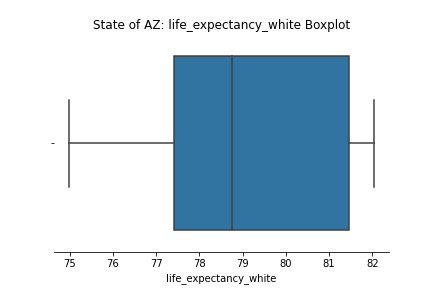 State of AZ: life_expectancy_white Boxplot
-
75 76 77 78 79 80 81 82
life_expectancy_white